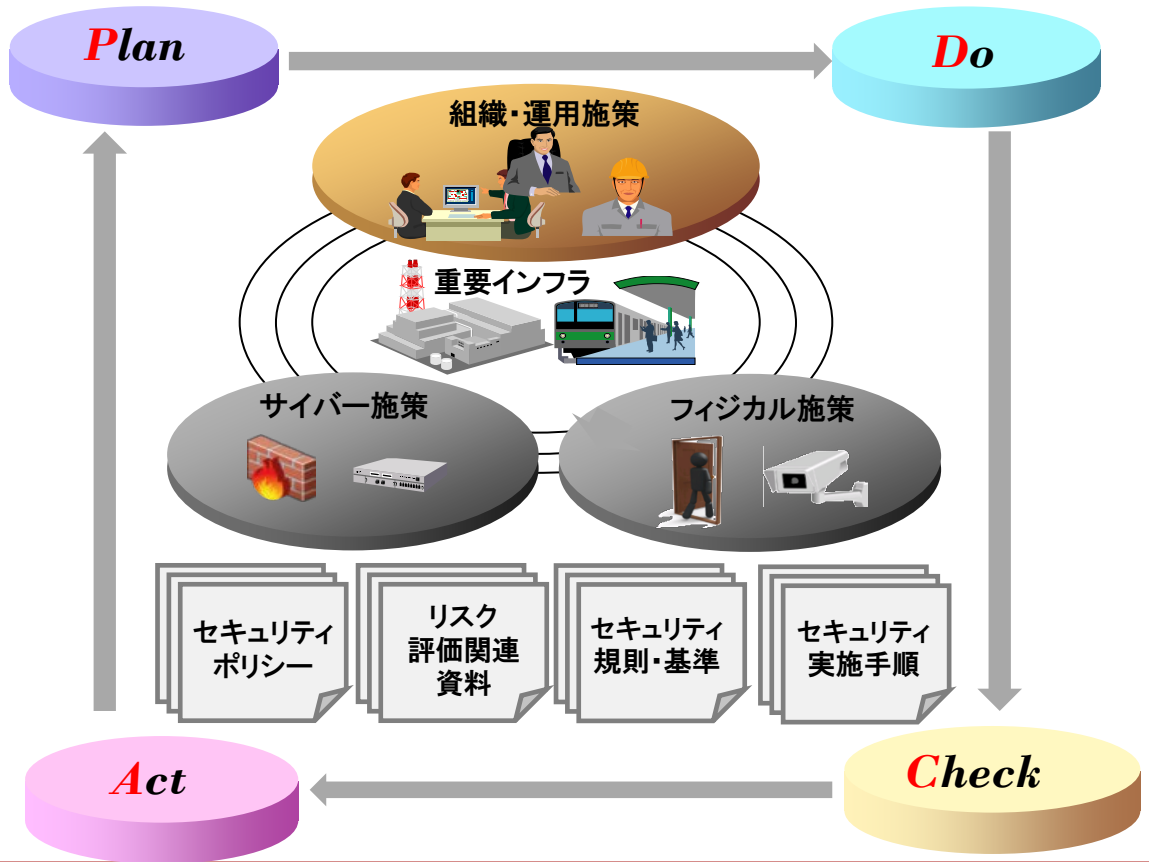 Plan
Do
組織・運用施策
重要インフラ
サイバー施策
フィジカル施策
セキュリティ
ポリシー
リスク
評価関連
資料
セキュリティ
規則・基準
セキュリティ
実施手順
Act
Check